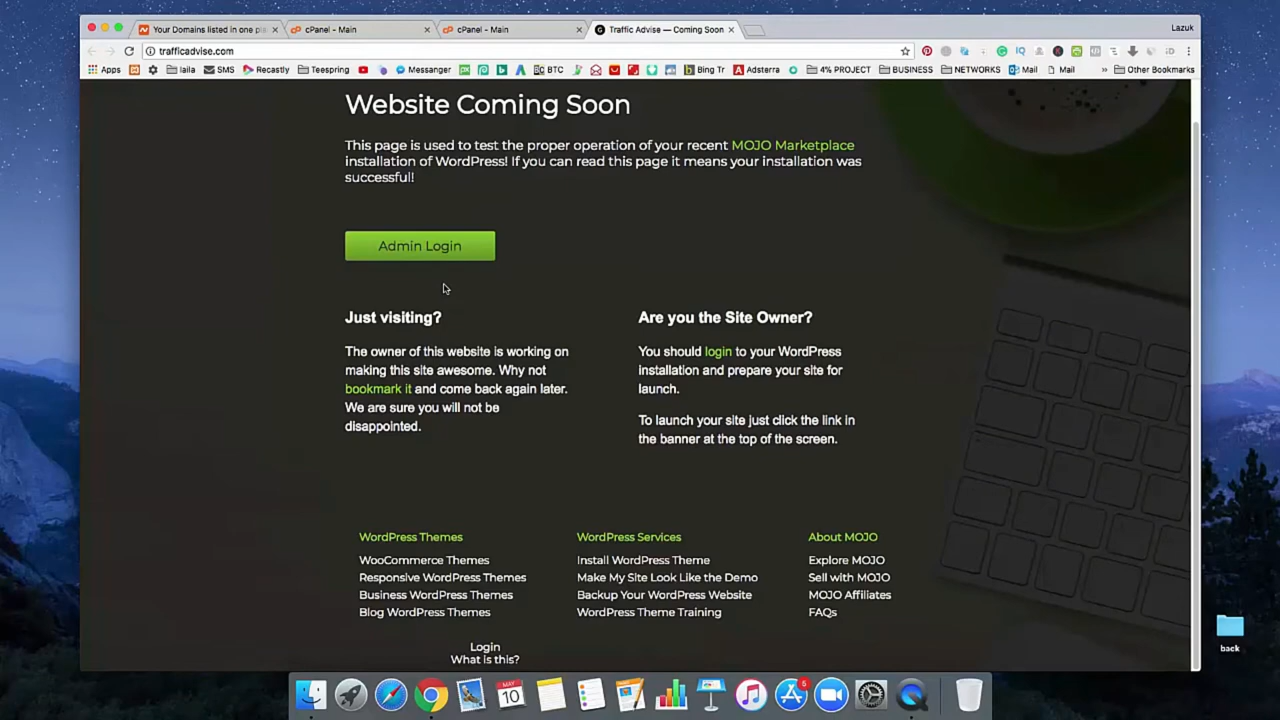 Your Domains listed in one pla
cPanel - Main
cPanel - Main
Traffic Advise — Coming Soon
Lazuk
trafficadvise.com
Apps
laila
SMS
Recastly
Teespring
Messanger
BTC
Bing Tr
Adsterra
4% PROJECT
BUSINESS
NETWORKS
Mail
Mail
Other Bookmarks
Website Coming Soon
This page is used to test the proper operation of your recent MOJO Marketplace
installation of WordPress! If you can read this page it means your installation was
successful!
Admin Login
Just visiting?
The owner of this website is working on
making this site awesome. Why not
bookmark it and come back again later.
We are sure you will not be
disappointed.
Are you the Site Owner?
You should login to your WordPress
installation and prepare your site for
launch.
To launch your site just click the link in
the banner at the top of the screen.
WordPress Themes
WooCommerce Themes
Responsive WordPress Themes
Business WordPress Themes
Blog WordPress Themes
WordPress Services
Install WordPress Theme
Make My Site Look Like the Demo
Backup Your WordPress Website
WordPress Theme Training
About MOJO
Explore MOJO
Sell with MOJO
MOJO Affiliates
FAQs
Login
What is this?
back
MAY
10
5